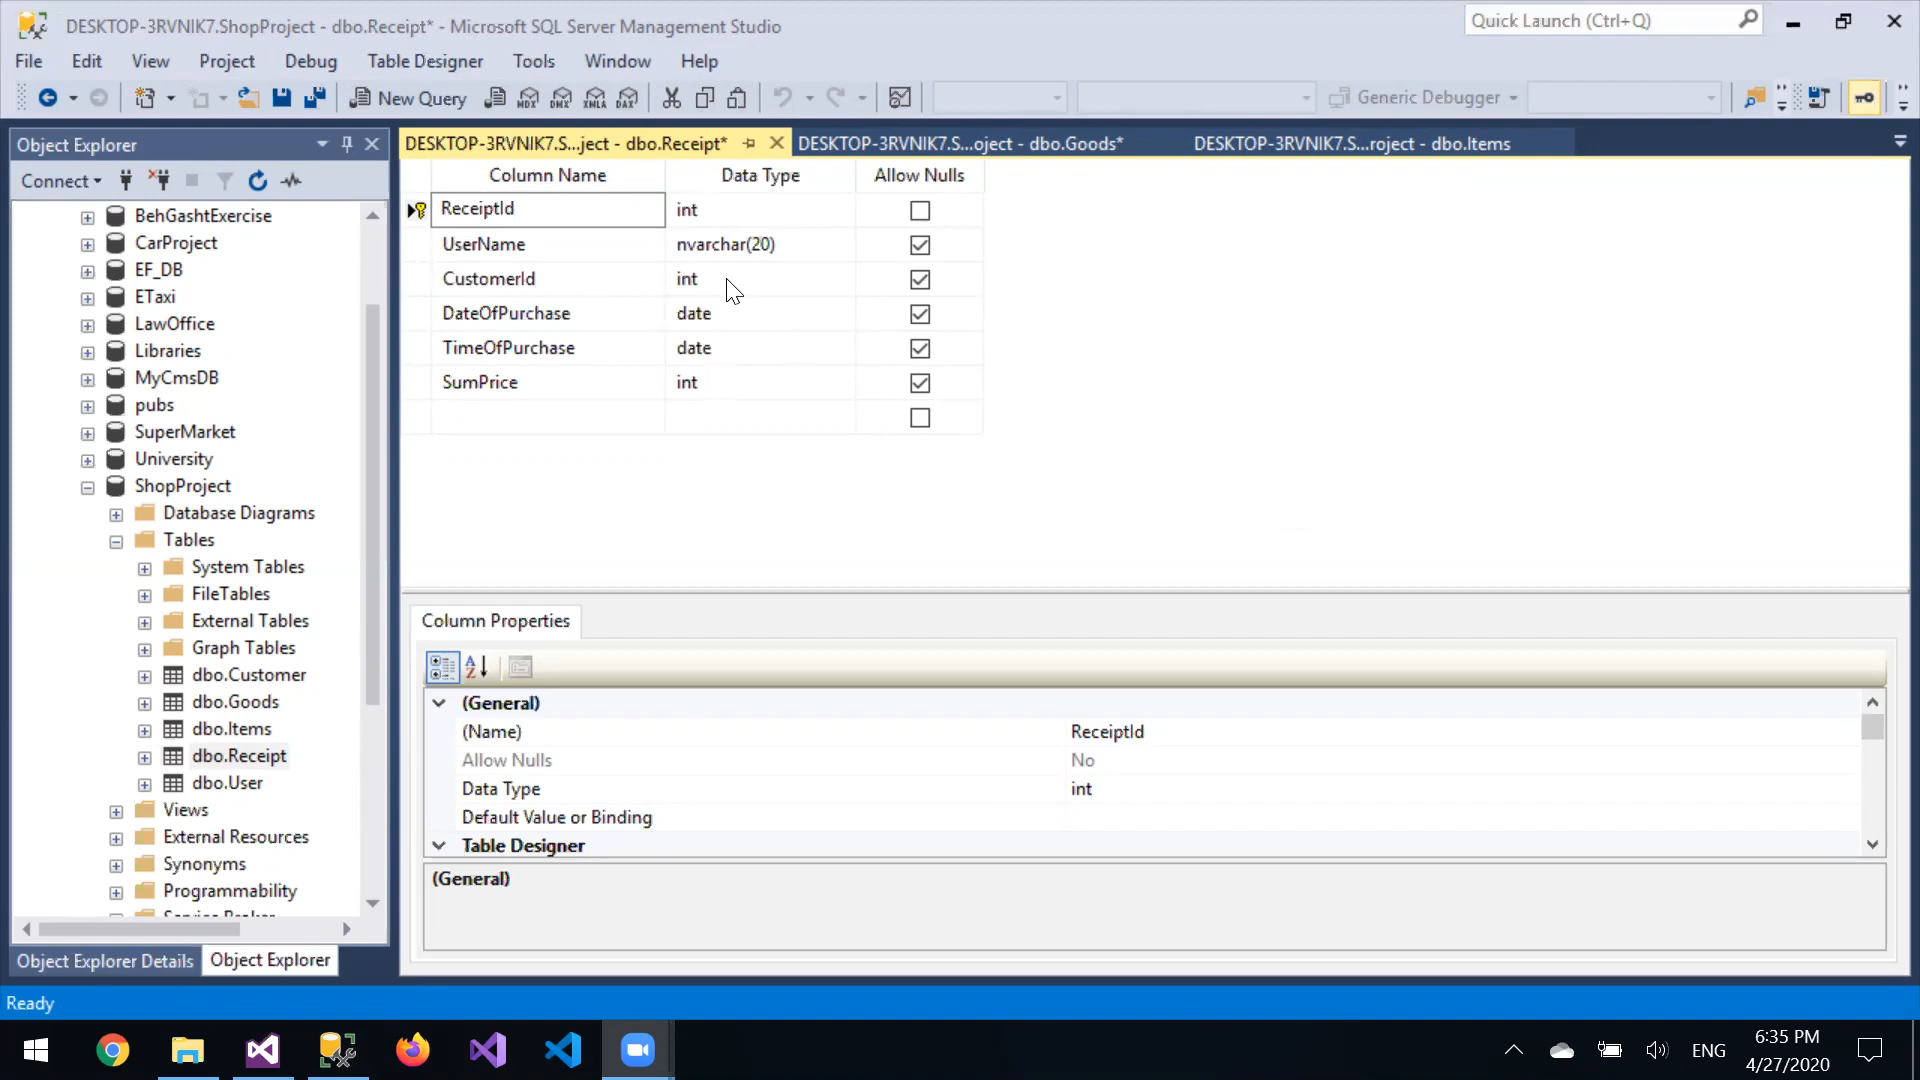 DESKTOP-3RVNIK7.ShopProject - dbo.Receipt* - Microsoft SQL Server Management Studio
Quick Launch (Ctrl+Q)
File Edit View Project Debug Table Designer Tools Window Help
New Query MDX DMX XMLA DAX Generic Debugger
Object Explorer
DESKTOP-3RVNIK7.S...ject - dbo.Receipt* DESKTOP-3RVNIK7.S...oject - dbo.Goods* DESKTOP-3RVNIK7.S...roject - dbo.Items
Connect
Column Name Data Type Allow Nulls
ReceiptId int
UserName nvarchar(20)
CustomerId int
DateOfPurchase date
TimeOfPurchase date
SumPrice int
BehGashtExercise
CarProject
EF_DB
ETaxi
LawOffice
Libraries
MyCmsDB
pubs
SuperMarket
University
ShopProject
Database Diagrams
Tables
System Tables
FileTables
External Tables
Graph Tables
dbo.Customer
dbo.Goods
dbo.Items
dbo.Receipt
dbo.User
Views
External Resources
Synonyms
Programmability
Service Broker
Object Explorer Details Object Explorer
Column Properties
(General)
(Name) ReceiptId
Allow Nulls No
Data Type int
Default Value or Binding
Table Designer
(General)
Ready
ENG
6:35 PM
4/27/2020